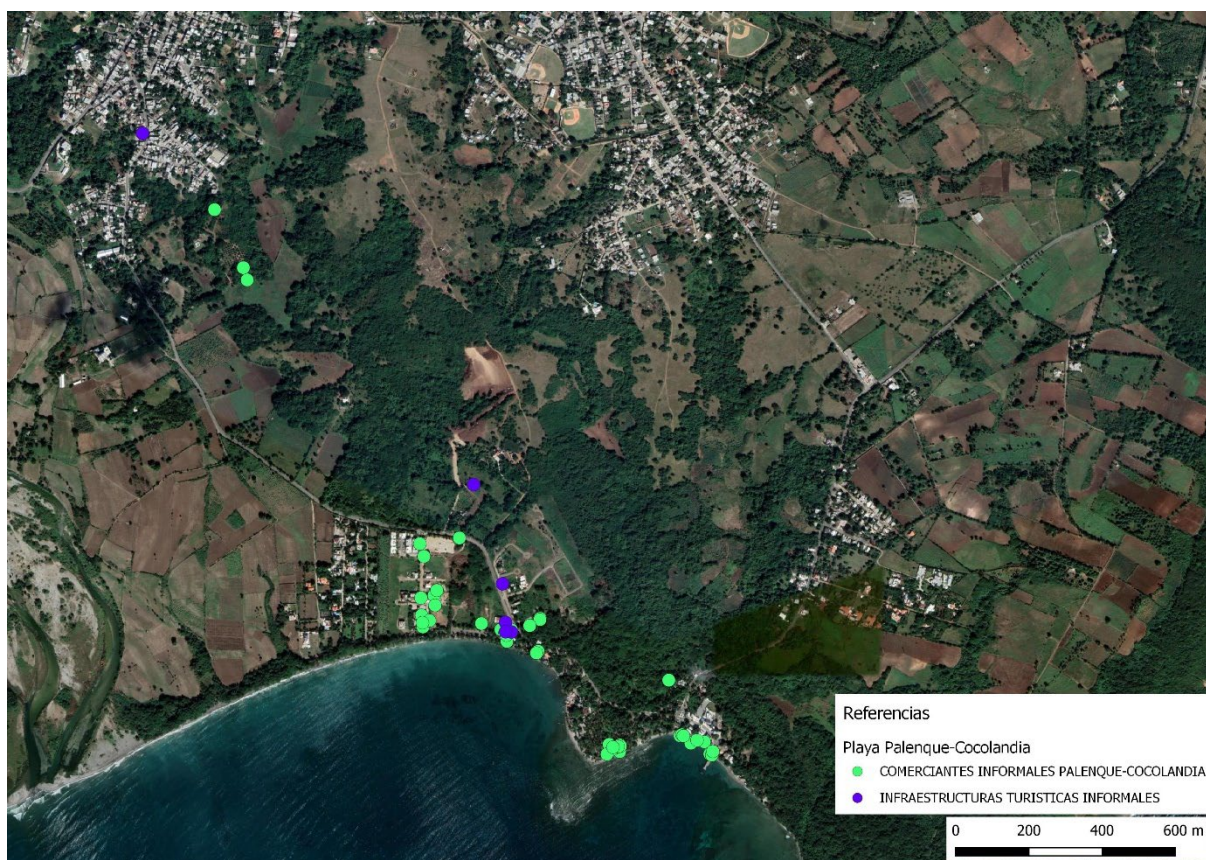 Referencias
Playa Palenque-Cocolandia
COMERCIANTES INFORMALES PALENQUE-COCOLANDIA
INFRAESTRUCTURAS TURISTICAS INFORMALES
0 200 400 600 m